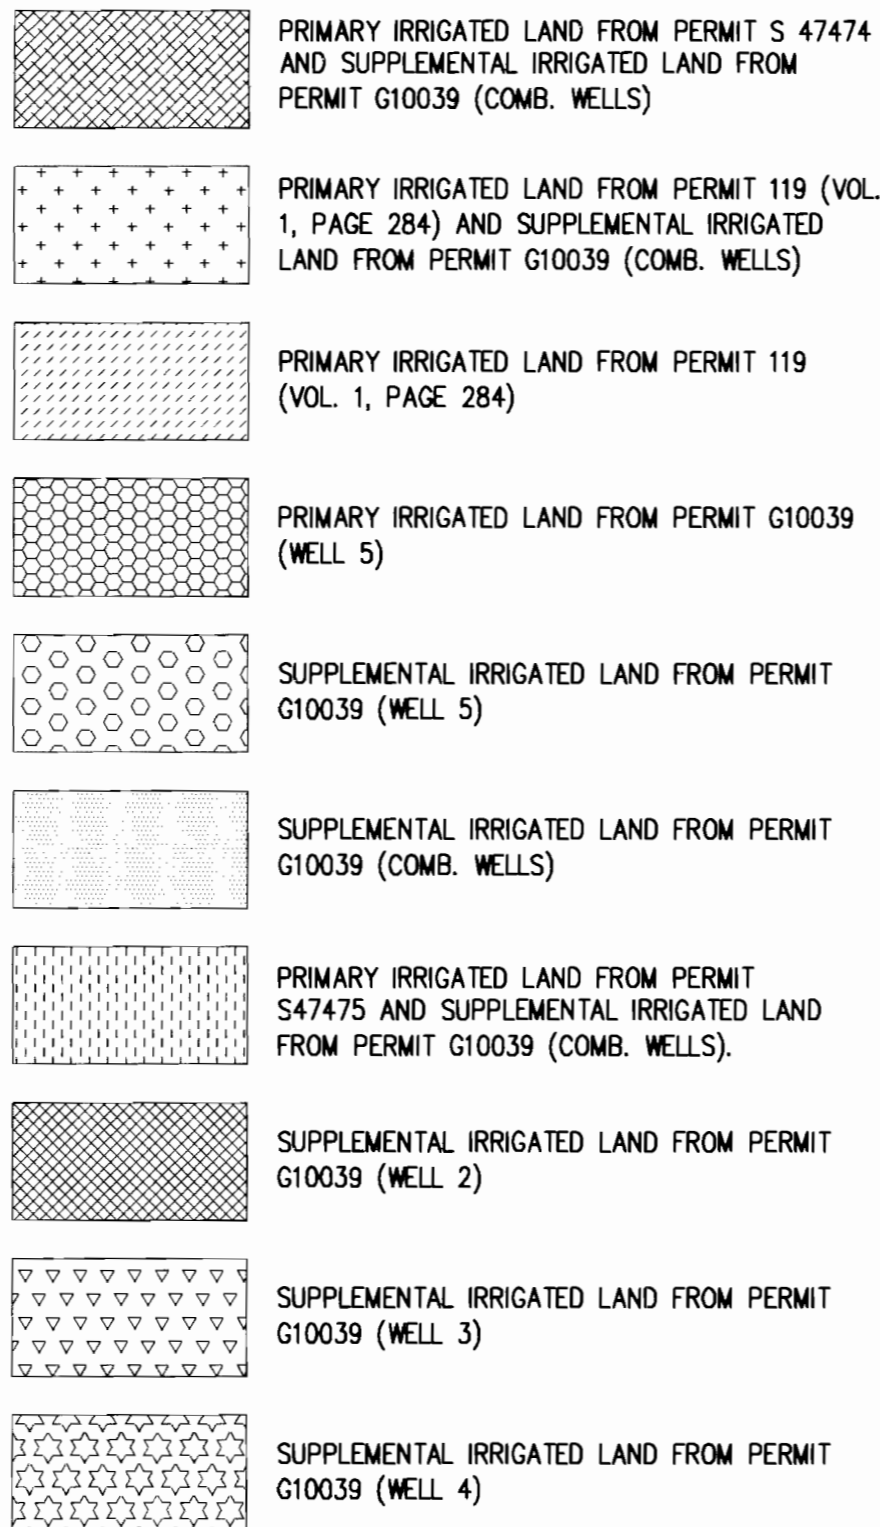 PRIMARY IRRIGATED LAND FROM PERMIT S 47474
AND SUPPLEMENTAL IRRIGATED LAND FROM
PERMIT G10039 (COMB. WELLS)
PRIMARY IRRIGATED LAND FROM PERMIT 119 (VOL.
1, PAGE 284) AND SUPPLEMENTAL IRRIGATED
LAND FROM PERMIT G10039 (COMB. WELLS)
PRIMARY IRRIGATED LAND FROM PERMIT 119
(VOL. 1, PAGE 284)
PRIMARY IRRIGATED LAND FROM PERMIT G10039
(WELL 5)
SUPPLEMENTAL IRRIGATED LAND FROM PERMIT
G10039 (WELL 5)
SUPPLEMENTAL IRRIGATED LAND FROM PERMIT
G10039 (COMB. WELLS)
PRIMARY IRRIGATED LAND FROM PERMIT
S47475 AND SUPPLEMENTAL IRRIGATED LAND
FROM PERMIT G10039 (COMB. WELLS).
SUPPLEMENTAL IRRIGATED LAND FROM PERMIT
G10039 (WELL 2)
SUPPLEMENTAL IRRIGATED LAND FROM PERMIT
G10039 (WELL 3)
SUPPLEMENTAL IRRIGATED LAND FROM PERMIT
G10039 (WELL 4)